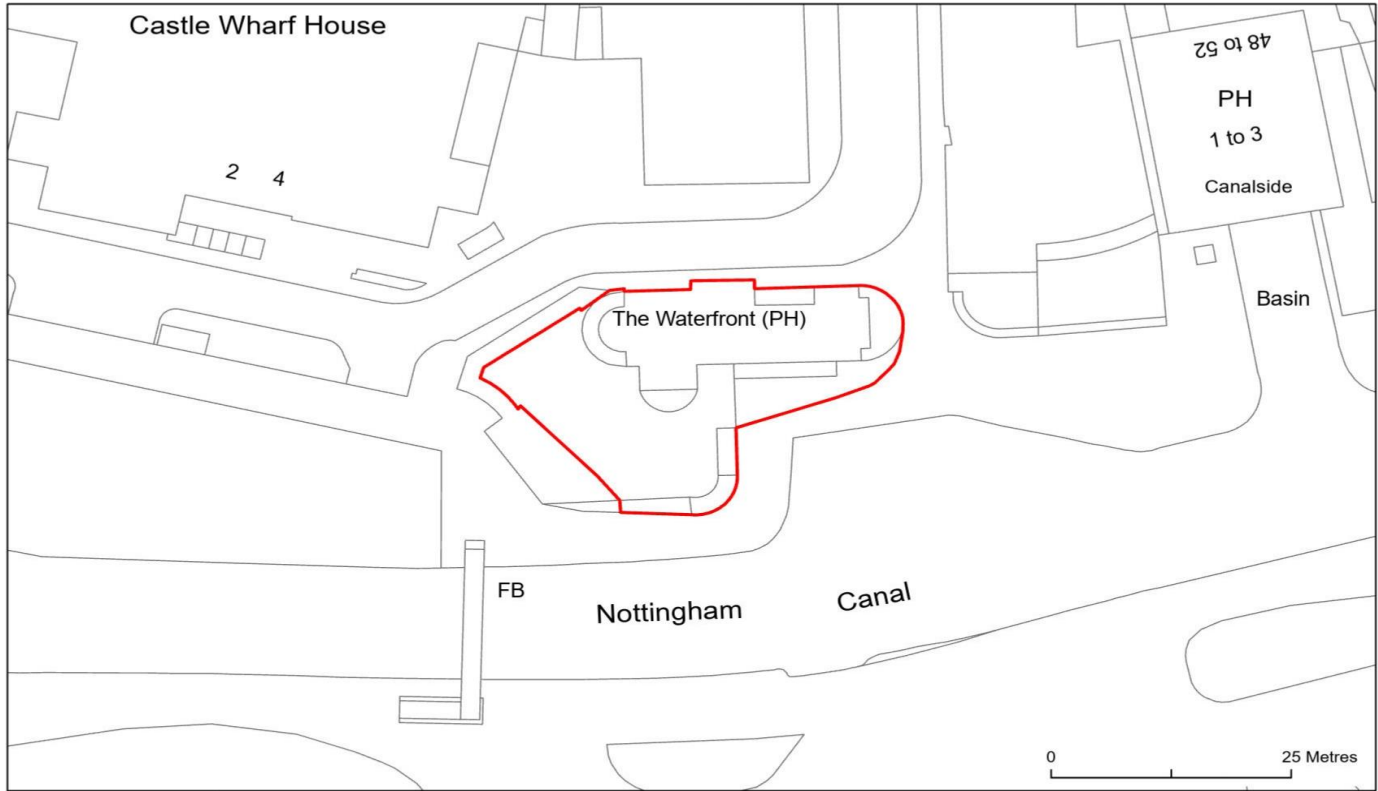 Castle Wharf House
48 to 52
PH
1 to 3
Canalside
2 4
Basin
The Waterfront (PH)
FB
Nottingham Canal
0 25 Metres